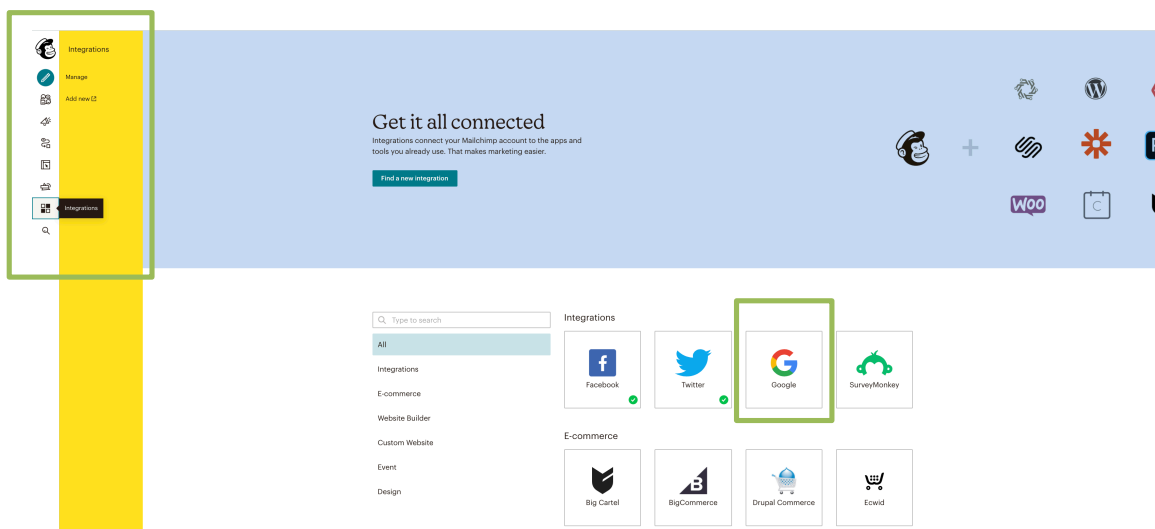 Integrations
Manage
Add new
Integrations
Get it all connected
Integrations connect your Mailchimp account to the apps and
tools you already use. That makes marketing easier.
Find a new integration
Woo
C
Type to search
All
Integrations
E-commerce
Website Builder
Custom Website
Event
Design
Integrations
Facebook
Twitter
Google
SurveyMonkey
E-commerce
B
Big Cartel
BigCommerce
Drupal Commerce
Ecwid